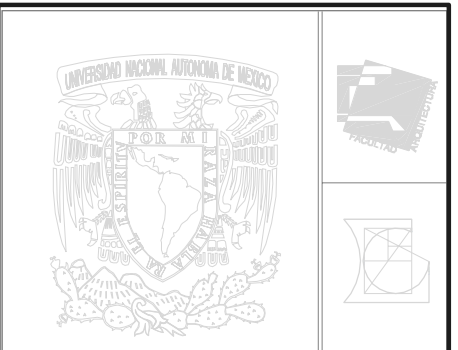 UNIVERSIDAD NACIONAL AUTONOMA DE MEXICO
POR MI RAZA HABLARA EL ESPIRITU
FACULTAD
ARQUITECTURA